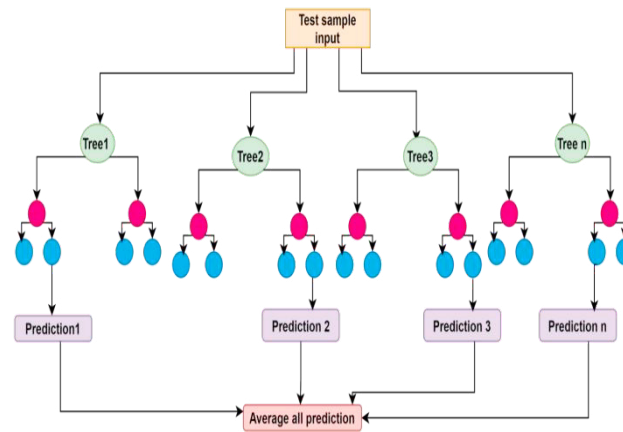 Test sample
input
Tree1
Tree2
Tree3
Tree n
Prediction1
Prediction 2
Prediction 3
Prediction n
Average all prediction